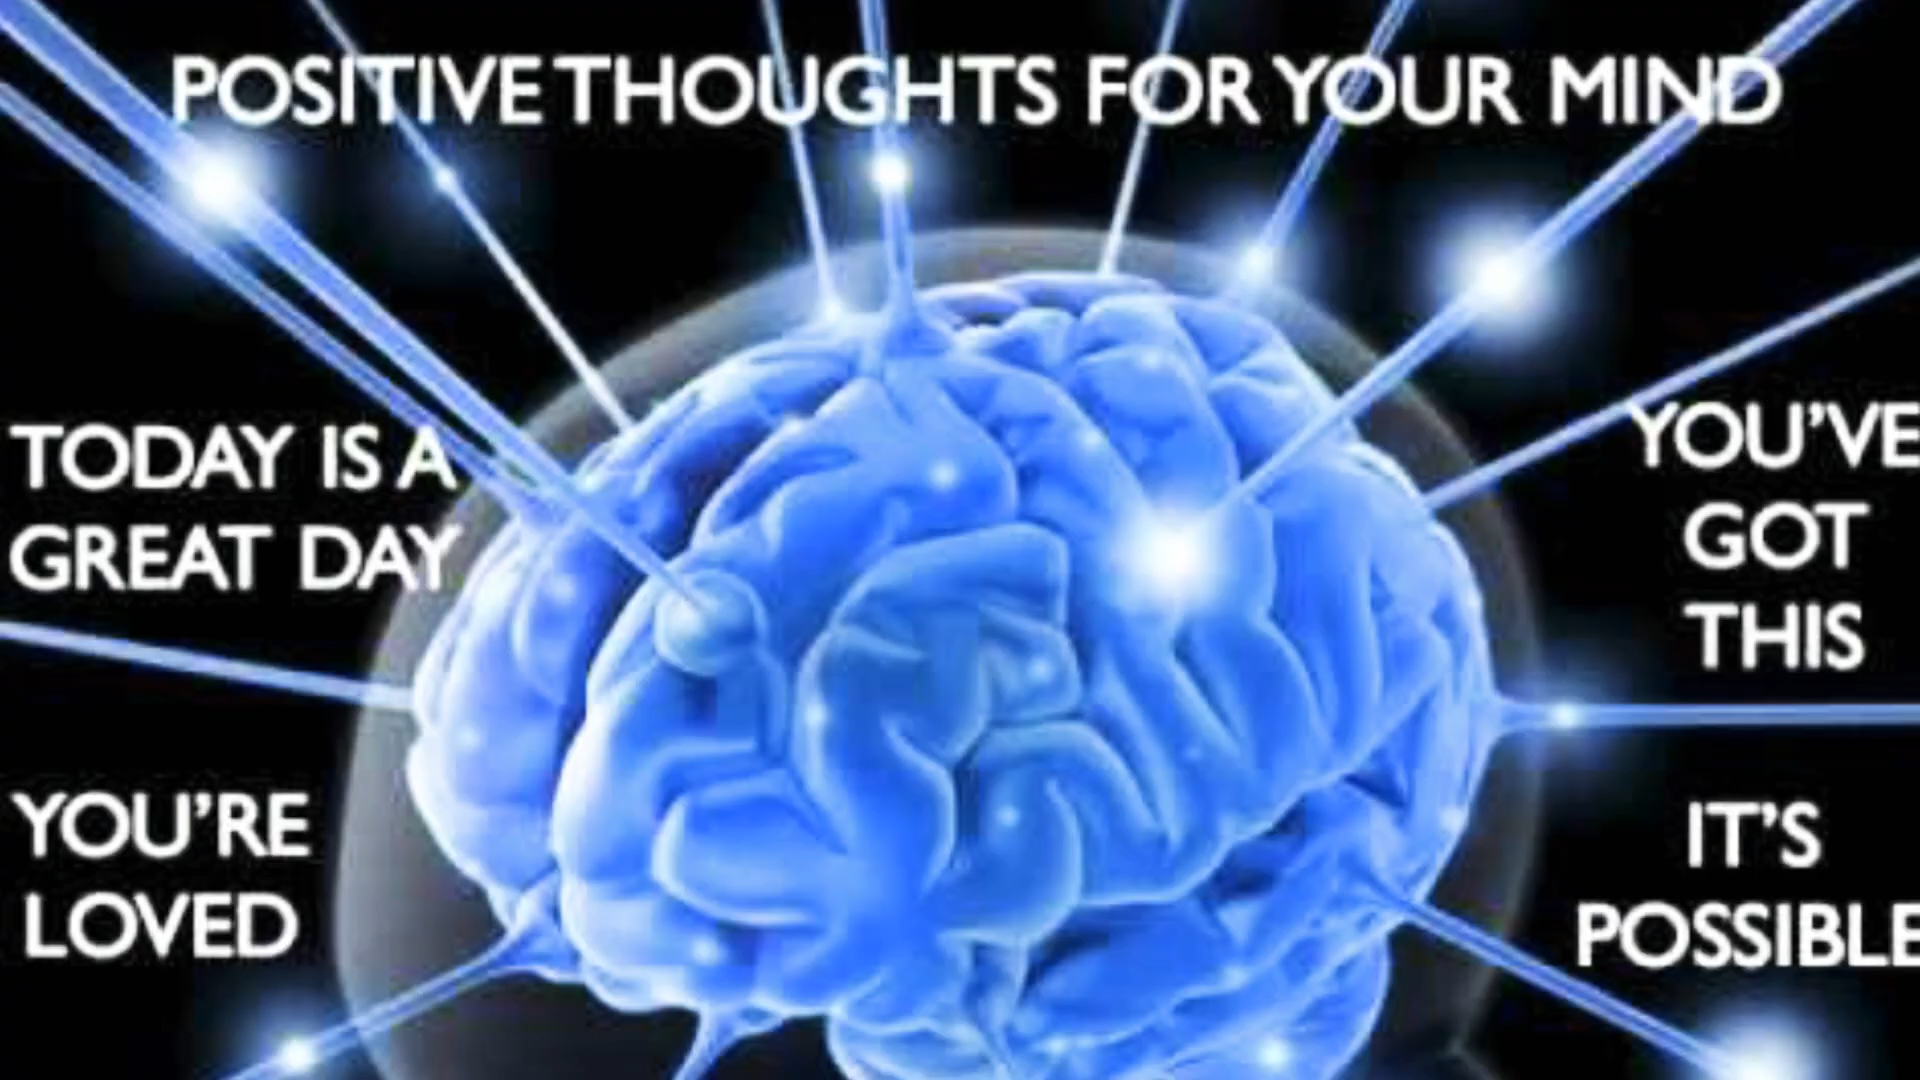 POSITIVE THOUGHTS FOR YOUR MIND
TODAY IS A
GREAT DAY
YOU'RE
LOVED
YOU'VE
GOT
THIS
IT'S
POSSIBLE